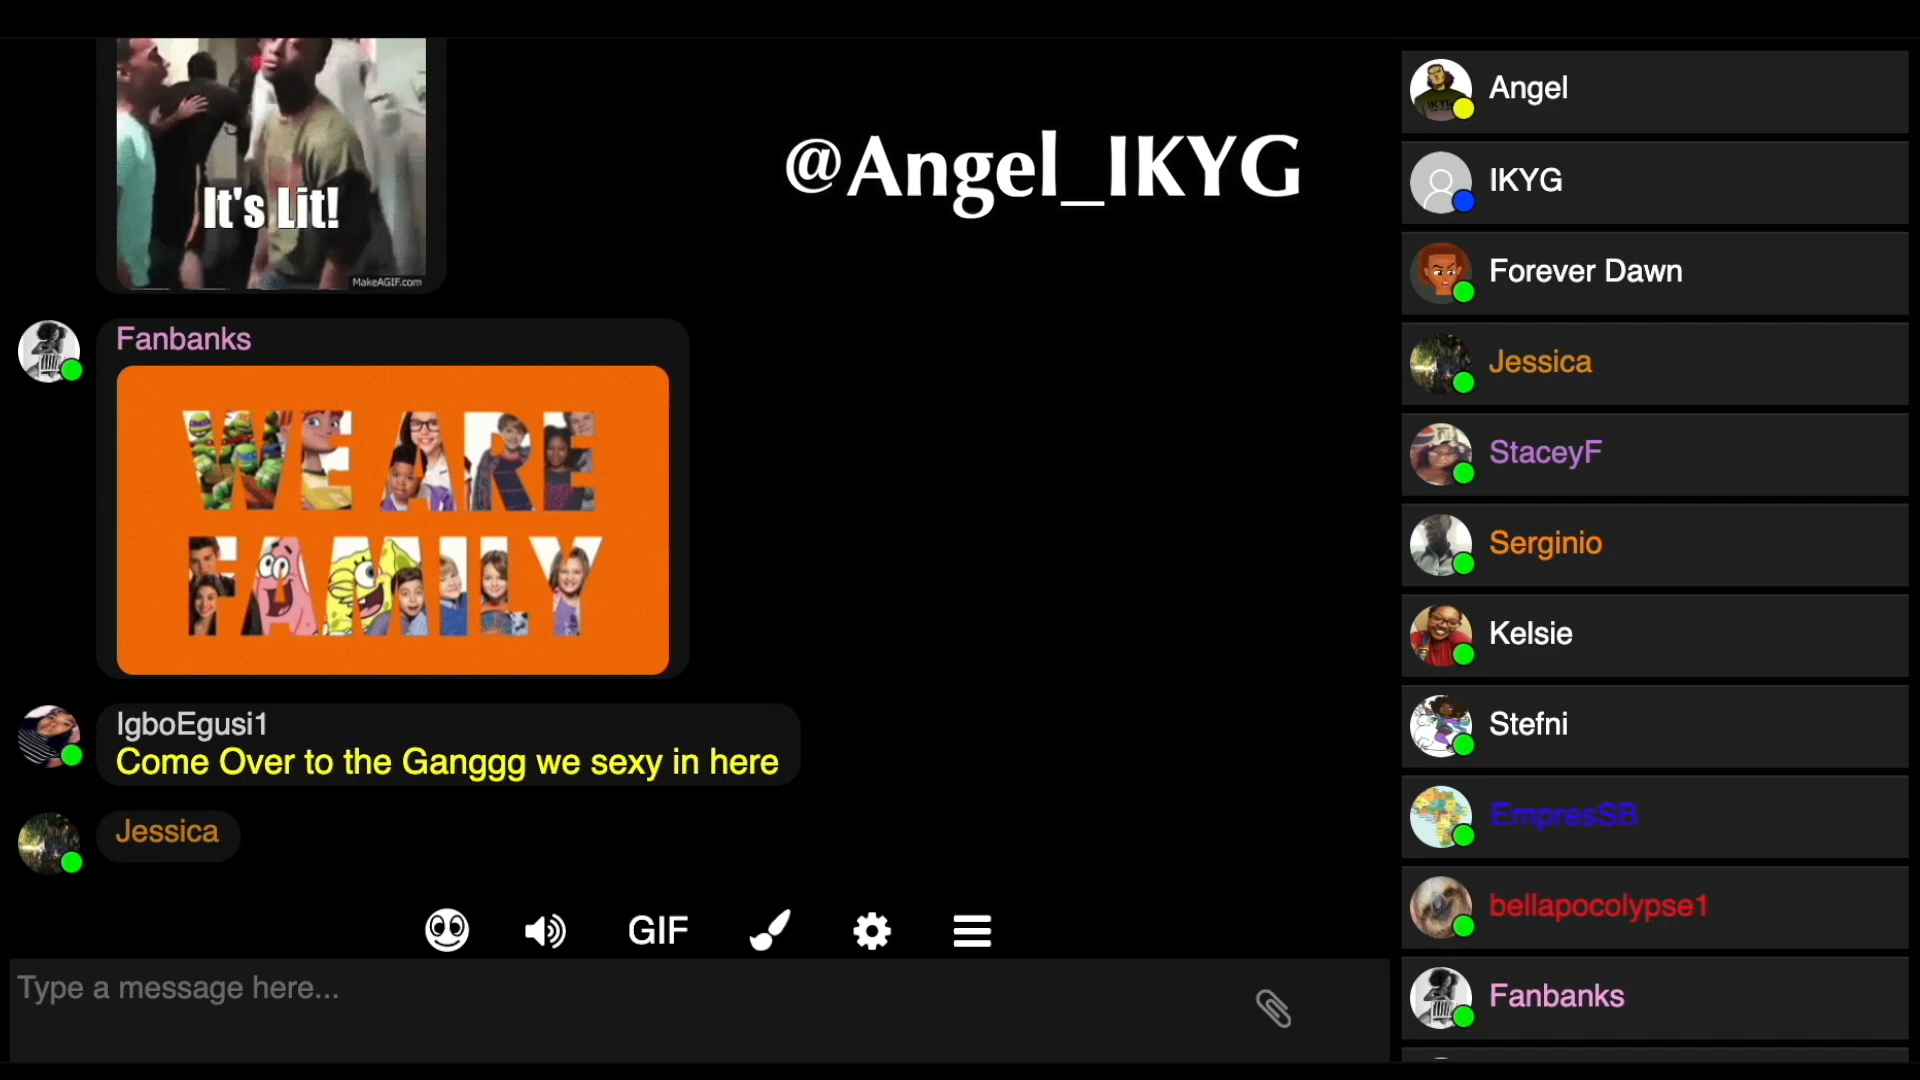 It's Lit!
MakeAGIF.com
@Angel_IKYG
Fanbanks
WE ARE
FAMILY
IgboEgusi1
Come Over to the Ganggg we sexy in here
Jessica
GIF
Type a message here...
Angel
IKYG
IKYG
Forever Dawn
Jessica
StaceyF
Serginio
Kelsie
Stefni
EmpresSB
bellapocolypse1
Fanbanks